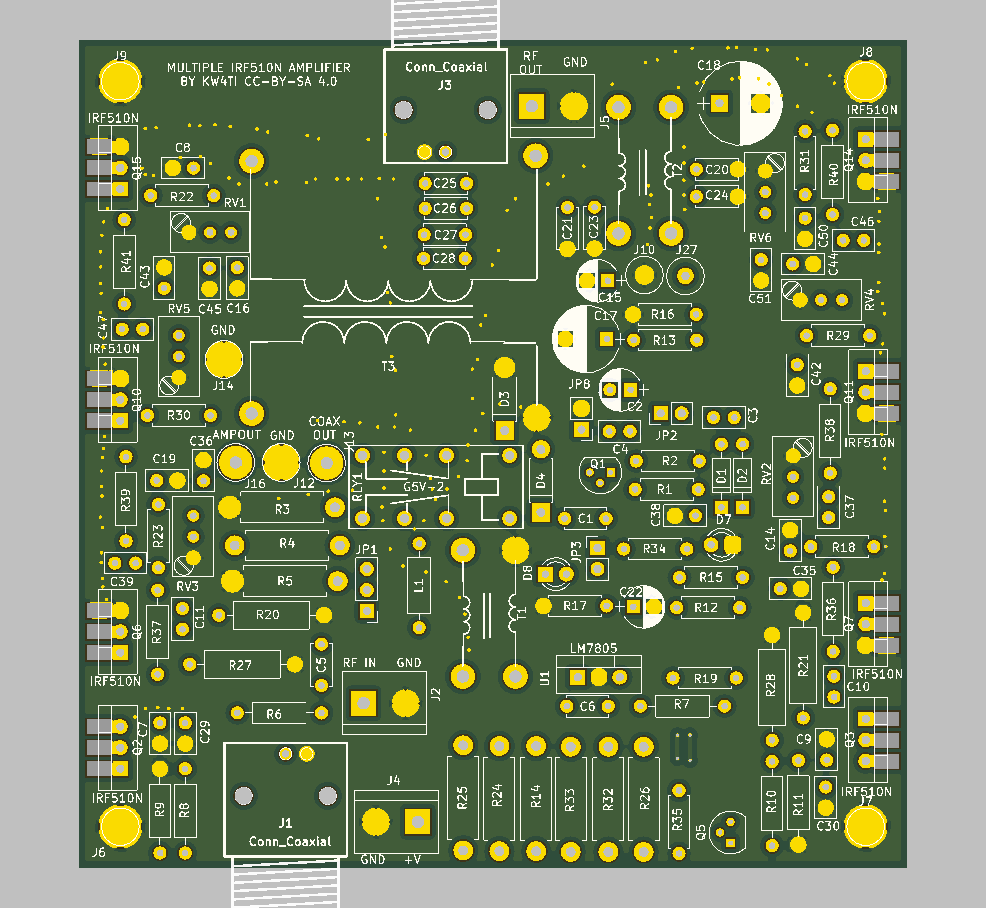 J9
MULTIPLE IRF510N AMPLIFIER
BY KW4TI CC-BY-SA 4.0
Conn_Coaxial
J3
RF
OUT
GND
J5
C18
J8
IRF510N
IRF510N
Q15
C8
R22
RV1
C25
C26
C27
C28
T2
C20
C24
R31
R40
Q14
RV6
C50
C46
C21
C23
J10
J27
C44
C51
RV4
R41
C43
C45
C16
C15
C17
R16
R13
R29
C47
IRF510N
RV5
GND
J14
T3
D3
JP8
C2
C42
Q11
Q10
R30
JP2
C3
C4
R38
IRF510N
AMPOUT
GND
COAX
OUT
J13
C36
C19
J16
J12
RLY1
G5V-2
D4
Q1
R2
R1
D1
D2
RV2
C37
R39
R23
R3
C1
C38
D7
C14
R18
R4
JP1
JP3
R34
C39
RV3
R5
L1
D8
R15
C35
R17
C22
R12
R36
Q7
Q6
R37
C11
R20
T1
LM7805
R21
IRF510N
R27
C5
RF IN
GND
J2
U1
R19
R28
IRF510N
C10
R6
C6
R7
Q2
C7
C29
C9
Q3
J4
R25
R24
R14
R33
R32
R26
R10
R11
C30
IRF510N
J7
IRF510N
R9
R8
J1
Conn_Coaxial
R35
Q5
J6
GND
+V